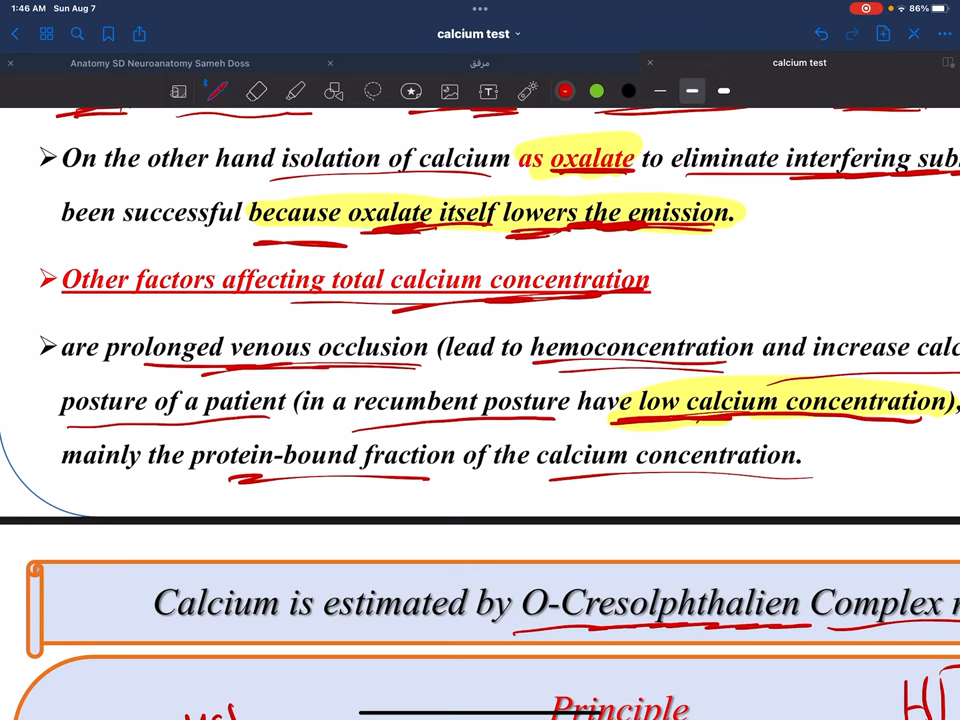 1:46 AM Sun Aug 7
86%
calcium test
Anatomy SD Neuroanatomy Sameh Doss
مرفق
calcium test
On the other hand isolation of calcium as oxalate to eliminate interfering sub
been successful because oxalate itself lowers the emission.
Other factors affecting total calcium concentration
are prolonged venous occlusion (lead to hemoconcentration and increase calc
posture of a patient (in a recumbent posture have low calcium concentration),
mainly the protein-bound fraction of the calcium concentration.
Calcium is estimated by O-Cresolphthalien Complex
Principle